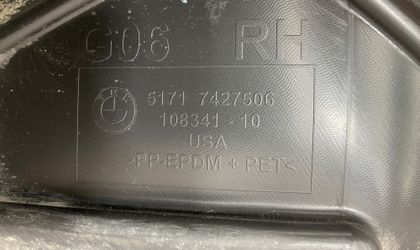 G06 RH
5171 7427506
108341 - 10
USA
>PP-EPDM + PET<